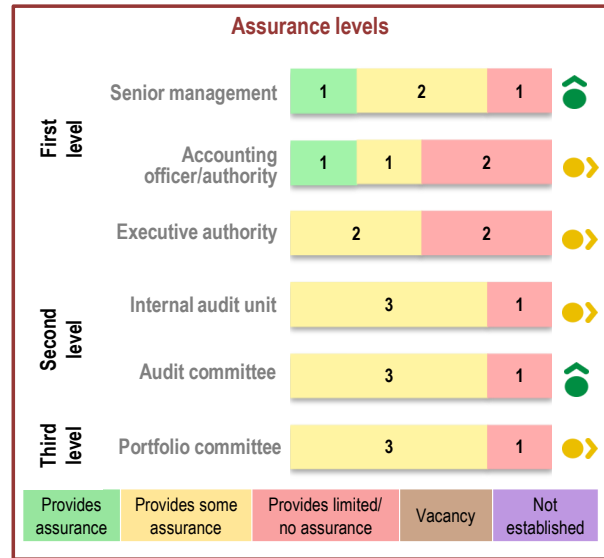 Assurance levels
First
level
Senior management
1 2 1
Accounting
officer/authority
1 1 2
Executive authority
2 2
Second
level
Internal audit unit
3 1
Audit committee
3 1
Third
level
Portfolio committee
3 1
Provides
assurance
Provides some
assurance
Provides limited/
no assurance
Vacancy
Not
established